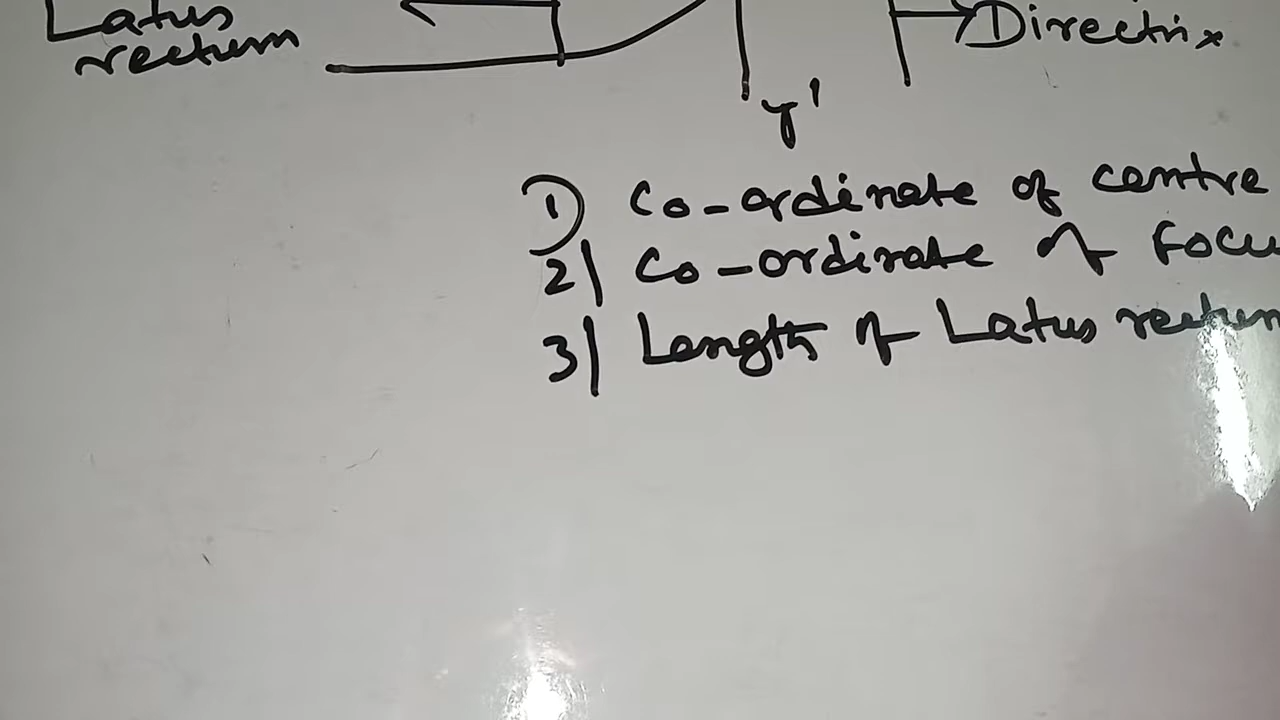 Latus
rectum
Directrix
Y'
1) Co-ordinate of centre
2) Co-ordinate of Focu
3) Length of Latus rectum